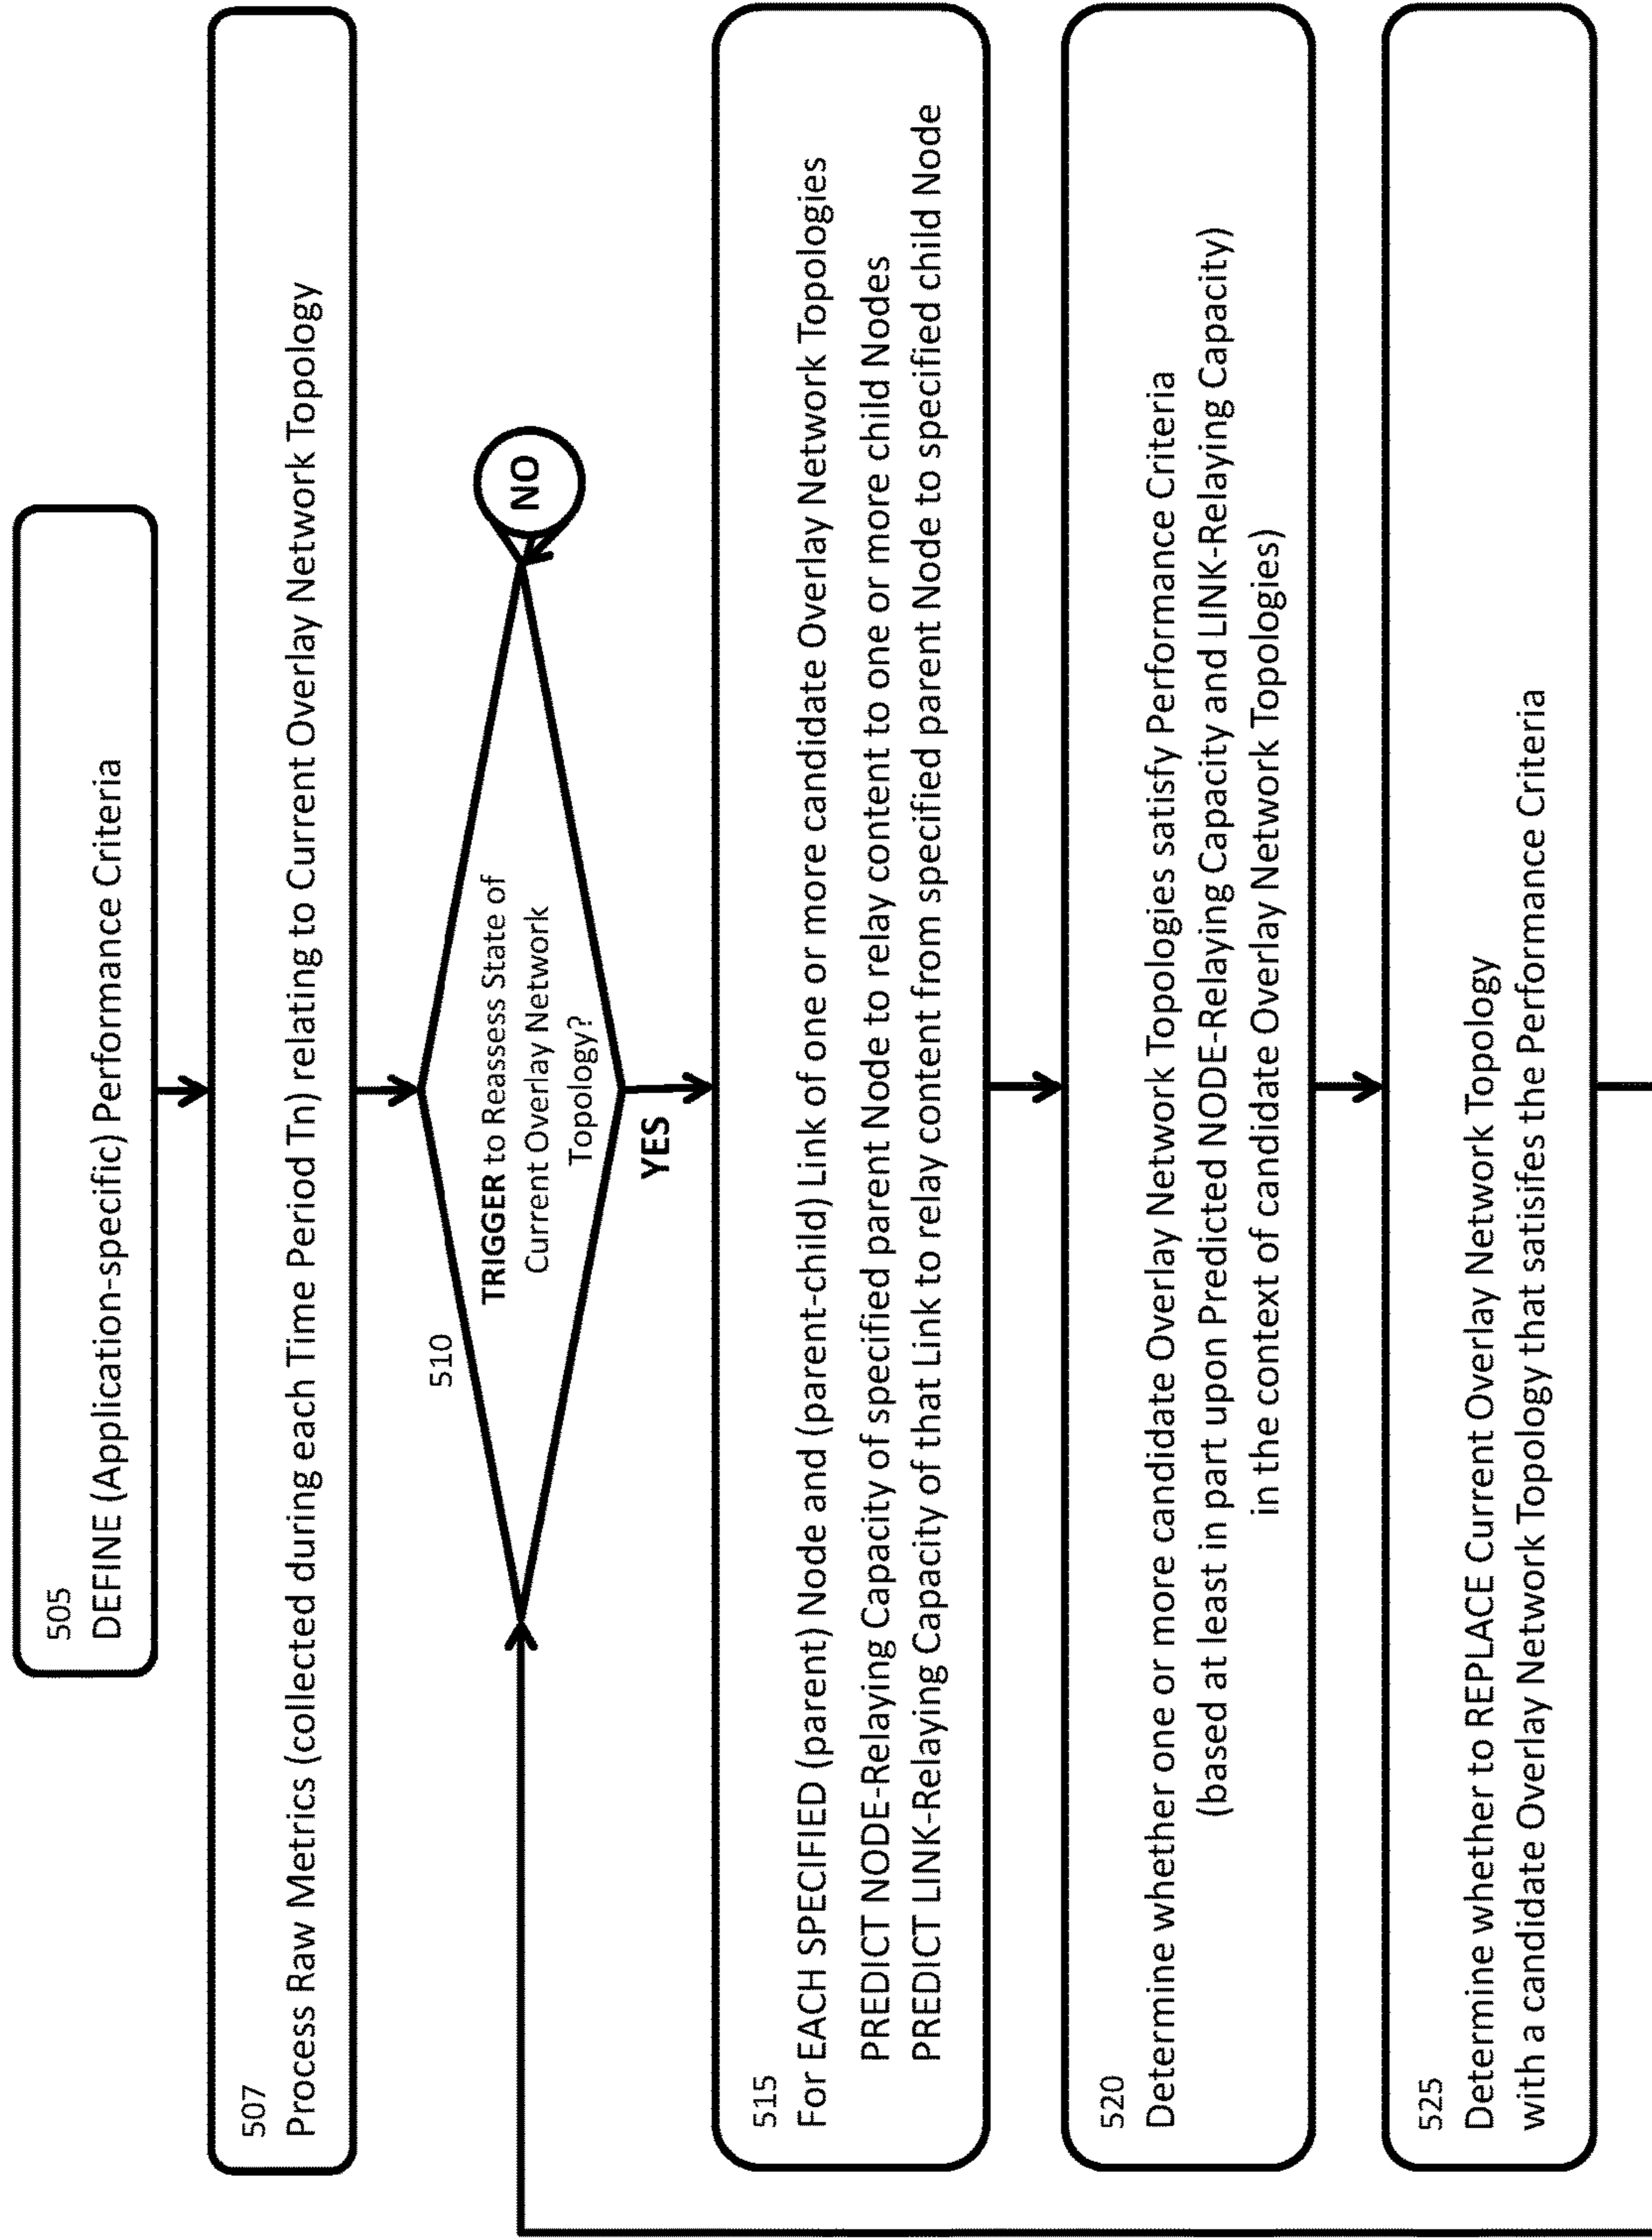 505
DEFINE (Application-specific) Performance Criteria
507
Process Raw Metrics (collected during each Time Period Tn) relating to Current Overlay Network Topology
510
TRIGGER to Reassess State of
Current Overlay Network
Topology?
NO
YES
515
For EACH SPECIFIED (parent) Node and (parent-child) Link of one or more candidate Overlay Network Topologies
PREDICT NODE-Relaying Capacity of specified parent Node to relay content to one or more child Nodes
PREDICT LINK-Relaying Capacity of that Link to relay content from specified parent Node to specified child Node
520
Determine whether one or more candidate Overlay Network Topologies satisfy Performance Criteria
(based at least in part upon Predicted NODE-Relaying Capacity and LINK-Relaying Capacity)
in the context of candidate Overlay Network Topologies)
525
Determine whether to REPLACE Current Overlay Network Topology
with a candidate Overlay Network Topology that satisifes the Performance Criteria